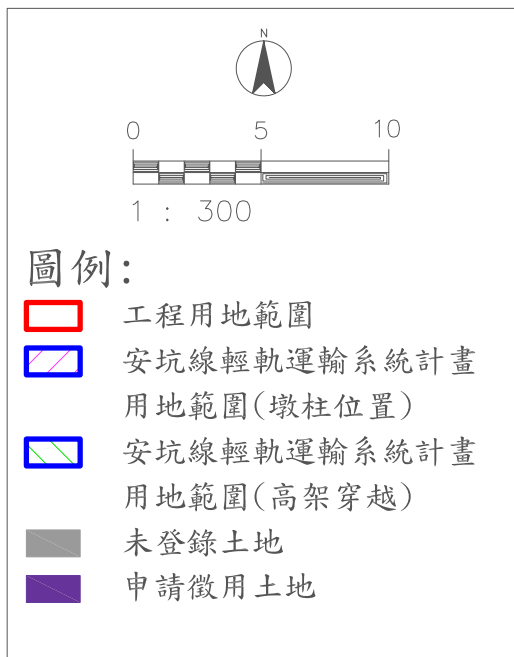 N
0 5 10
1 : 300
圖例:
工程用地範圍
安坑線輕軌運輸系統計畫
用地範圍(墩柱位置)
安坑線輕軌運輸系統計畫
用地範圍(高架穿越)
未登錄土地
申請徵用土地